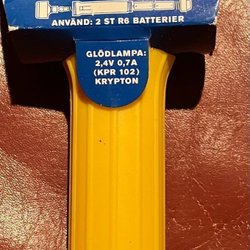 ANVÄND: 2 ST R6 BATTERIER
GLÖDLAMPA:
2,4V 0,7A
(KPR 102)
KRYPTON